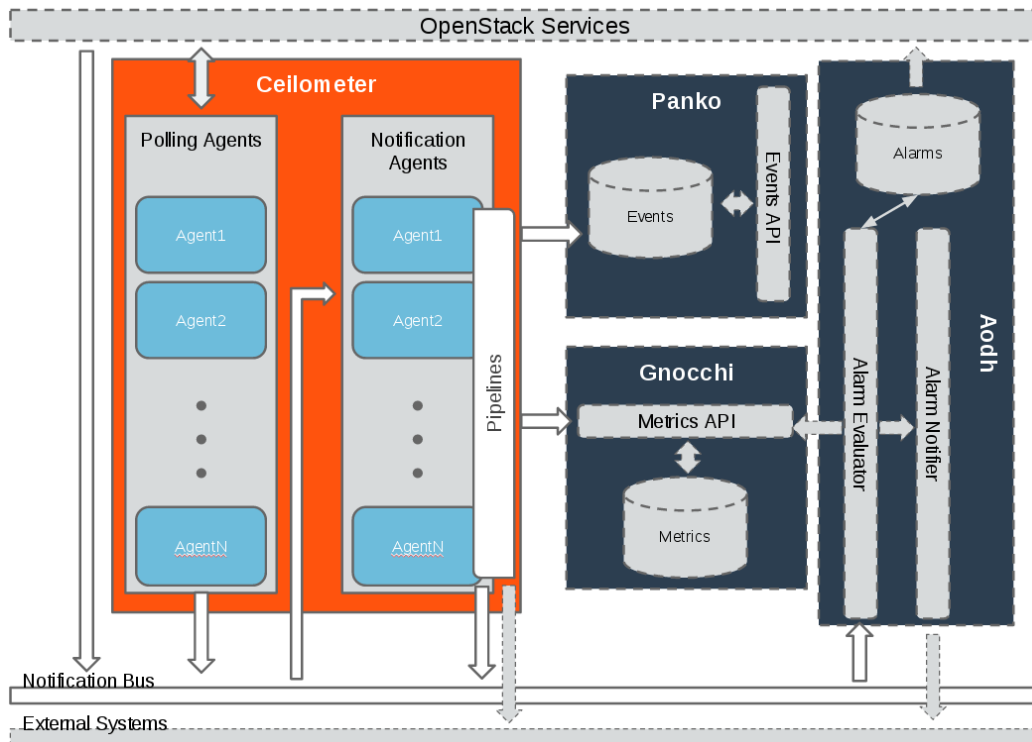 OpenStack Services
Ceilometer
Polling Agents
Agent1
Agent2
AgentN
Notification
Agents
Agent1
Agent2
AgentN
Pipelines
Panko
Events
Events API
Gnocchi
Metrics API
Metrics
Aodh
Alarms
Alarm Evaluator
Alarm Notifier
Notification Bus
External Systems